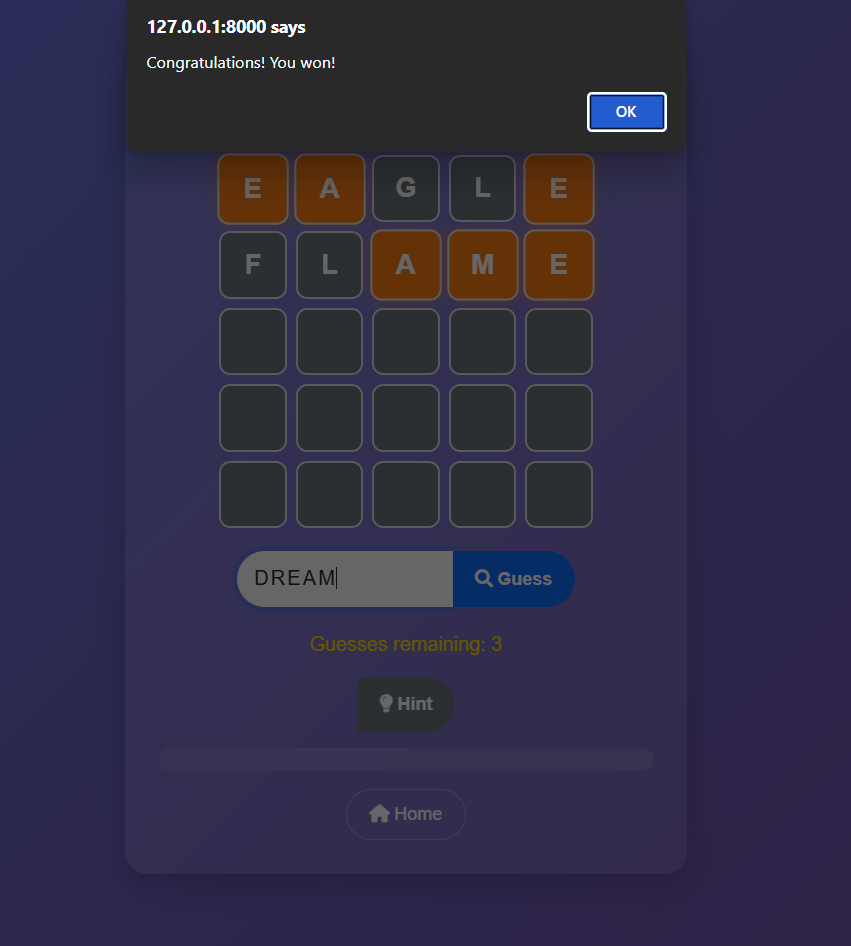 127.0.0.1:8000 says
Congratulations! You won!
OK
E A G L E
F L A M E
DREAM
Guess
Guesses remaining: 3
Hint
Home